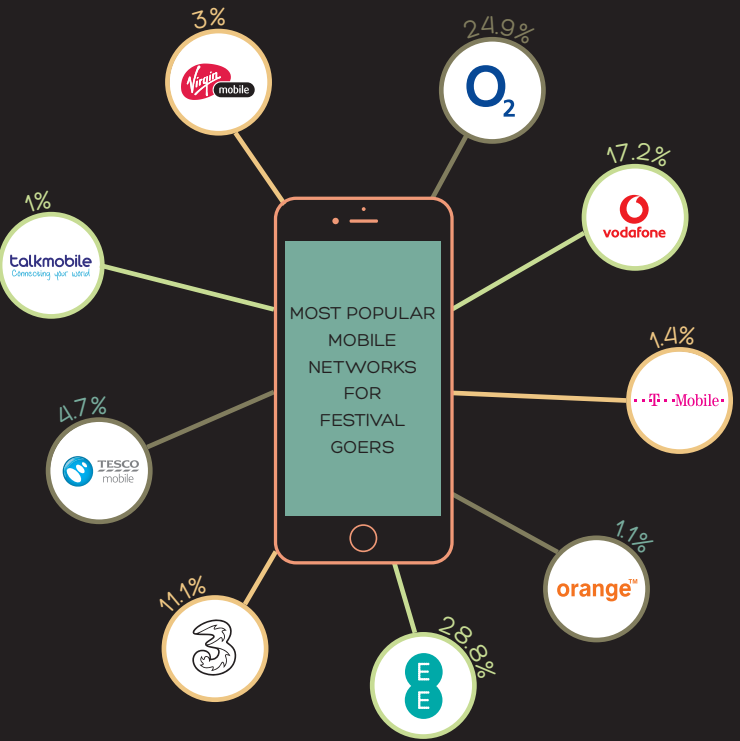 3%
Virgin
mobile
24.9%
O2
17.2%
vodafone
1%
talkmobile
Connecting your world
MOST POPULAR
MOBILE
NETWORKS
FOR
FESTIVAL
GOERS
1.4%
T Mobile
4.7%
TESCO
mobile
1.1%
orange™
11.1%
3
28.8%
E
E